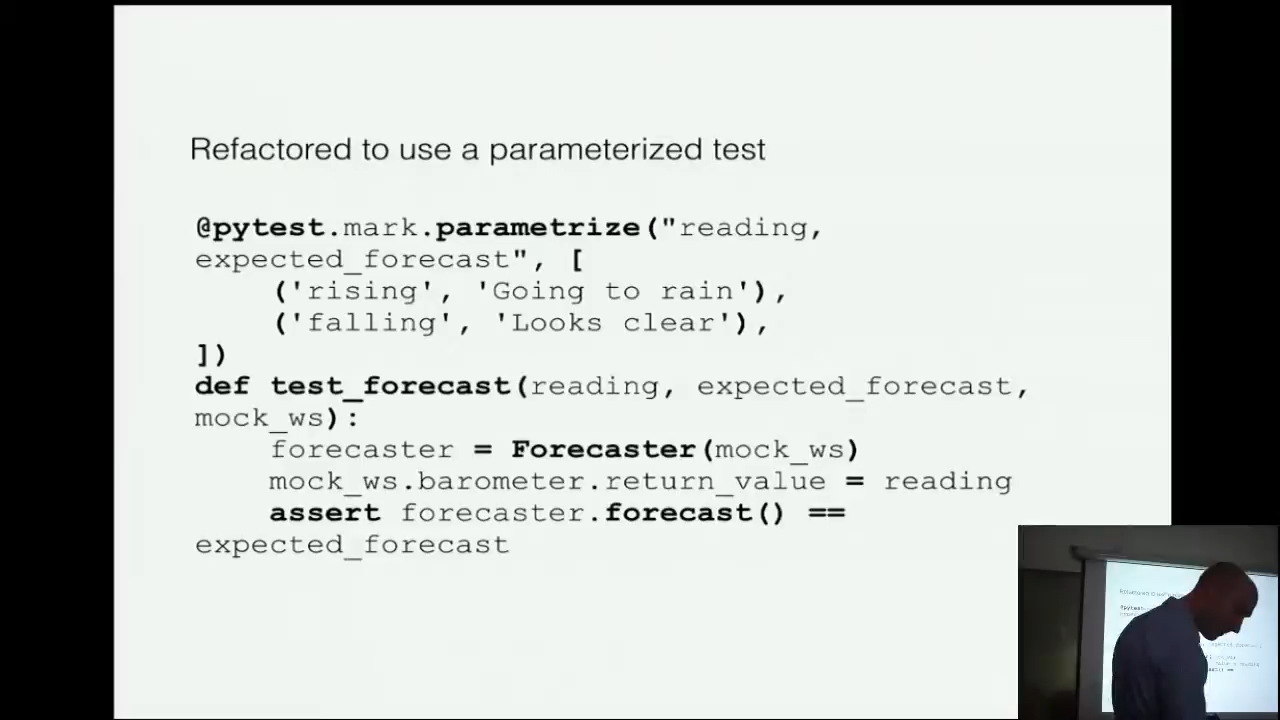 Refactored to use a parameterized test
@pytest.mark.parametrize("reading,
expected_forecast", [
('rising', 'Going to rain'),
('falling', 'Looks clear'),
])
def test_forecast(reading, expected_forecast,
mock_ws):
forecaster = Forecaster(mock_ws)
mock_ws.barometer.return_value = reading
assert forecaster.forecast() ==
expected_forecast